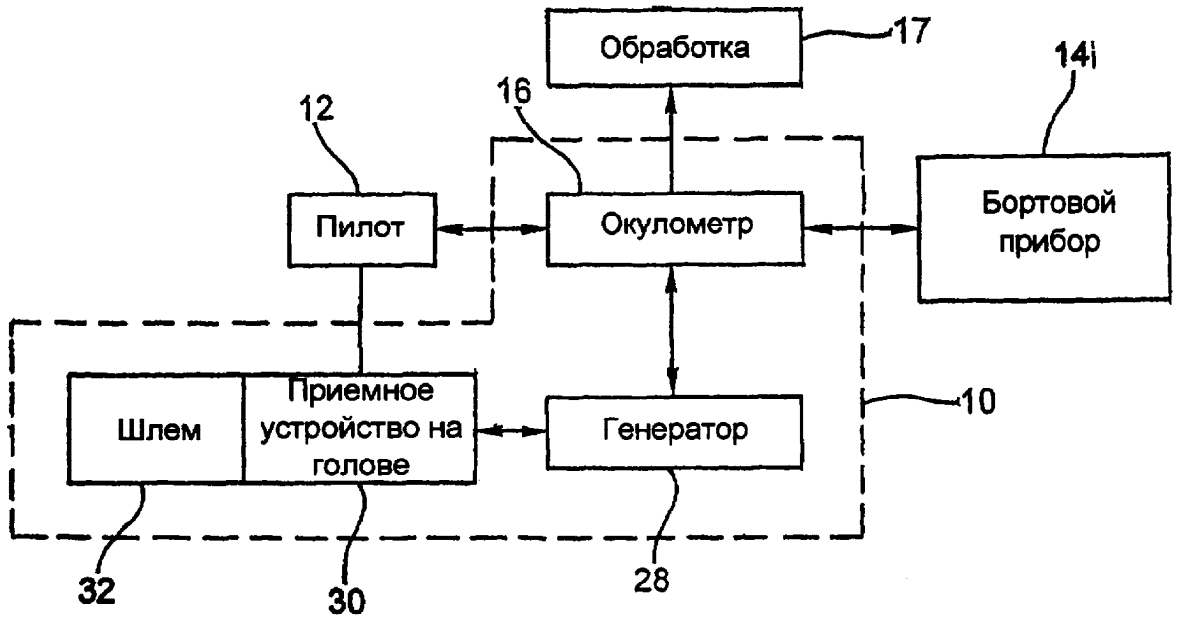 Обработка
17
14i
16
12
Пилот
Окулометр
Бортовой
прибор
Шлем
Приемное
устройство на
голове
Генератор
10
32
30
28